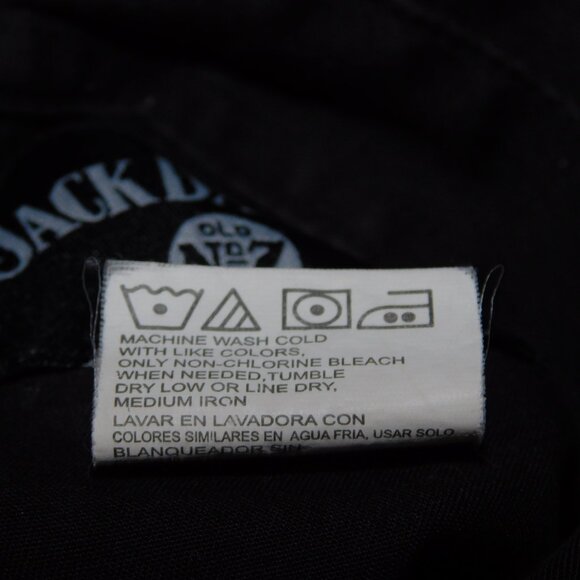 JACK
OLD
No 7
MACHINE WASH COLD
WITH LIKE COLORS,
ONLY NON-CHLORINE BLEACH
WHEN NEEDED,TUMBLE
DRY LOW OR LINE DRY,
MEDIUM IRON
LAVAR EN LAVADORA CON
COLORES SIMILARES EN AGUA FRIA, USAR SOLO
BLANQUEADOR SIN